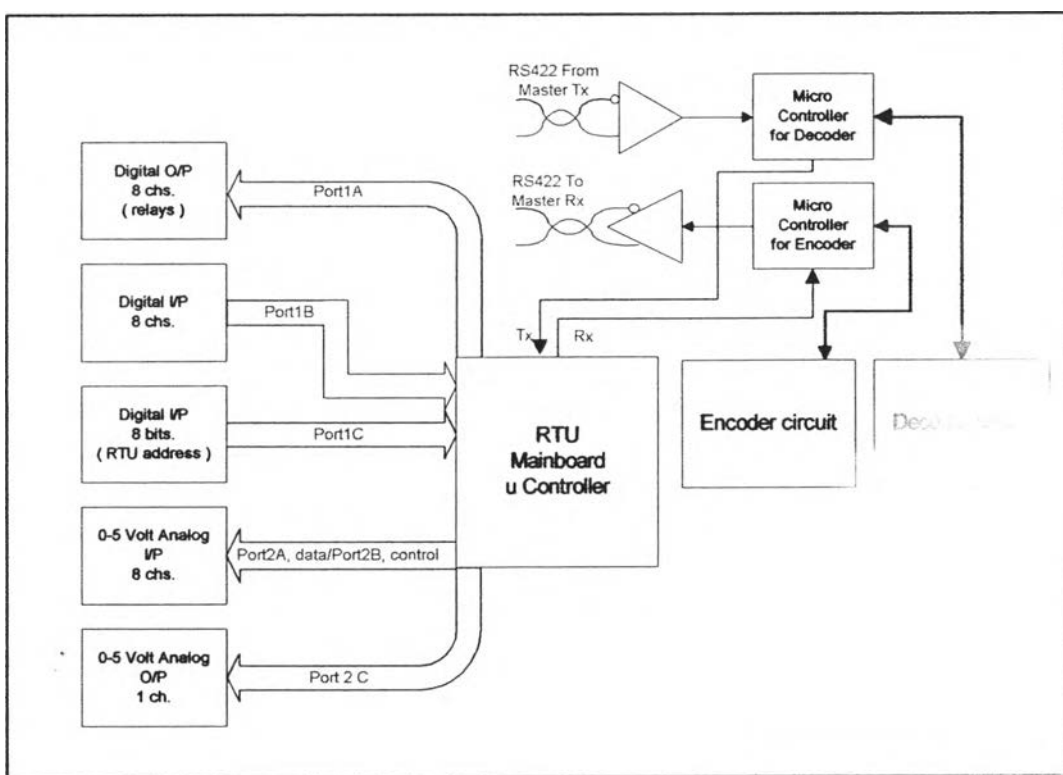 RS422 From
Master Tx
Micro
Controller
for Decoder
Digital O/P
8 chs.
( relays )
Port1A
RS422 To
Master Rx
Micro
Controller
for Encoder
Digital I/P
8 chs.
Port1B
Tx
Rx
Digital I/P
8 bits.
( RTU address )
Port1C
RTU
Mainboard
u Controller
Encoder circuit
0-5 Volt Analog
I/P
8 chs.
Port2A, data/Port2B, control
0-5 Volt Analog
O/P
1 ch.
Port 2 C